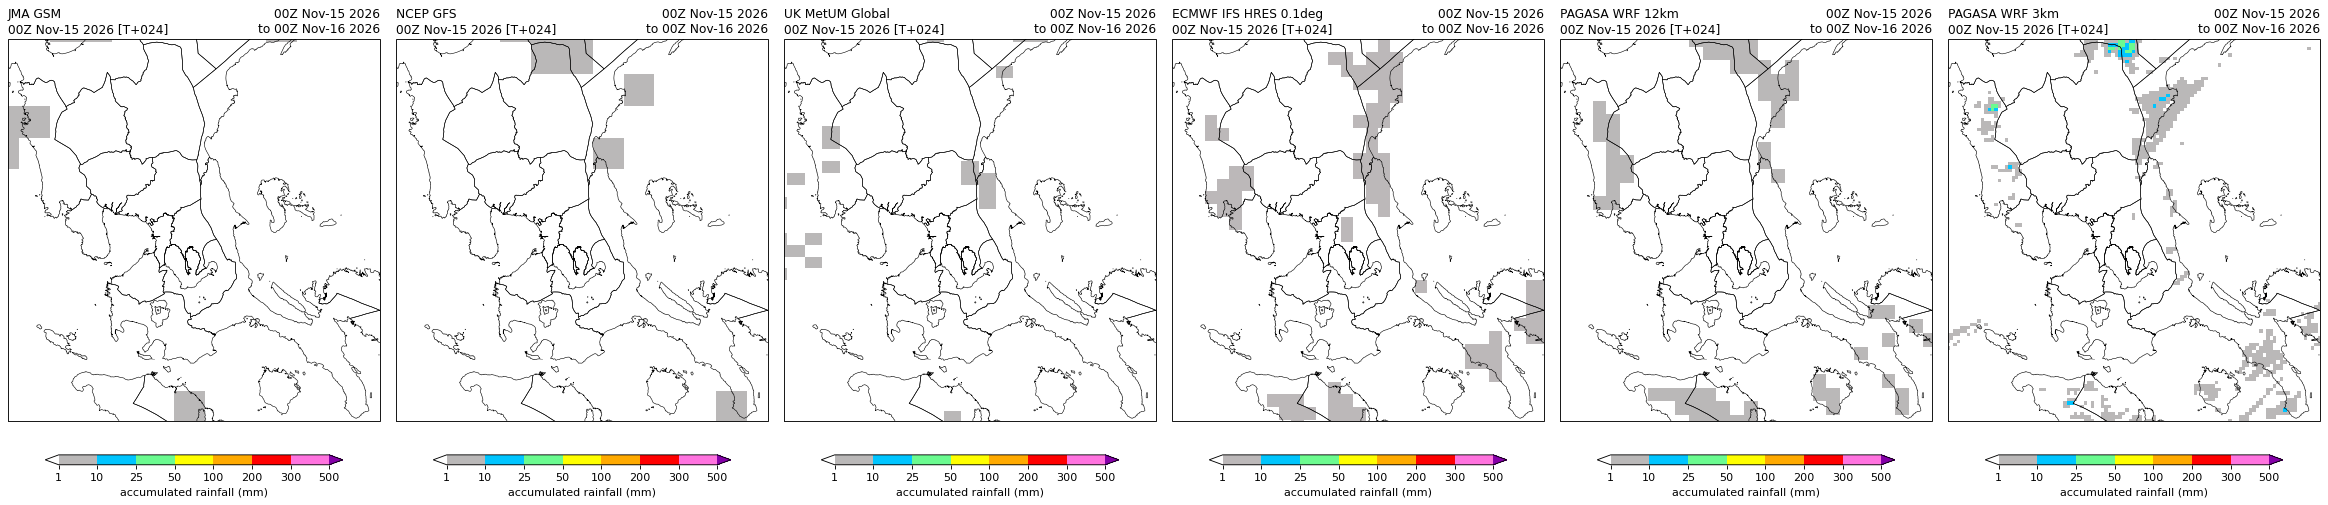 JMA GSM 00Z Nov-15 2026
00Z Nov-15 2026 [T+024] to 00Z Nov-16 2026
NCEP GFS 00Z Nov-15 2026
00Z Nov-15 2026 [T+024] to 00Z Nov-16 2026
UK MetUM Global 00Z Nov-15 2026
00Z Nov-15 2026 [T+024] to 00Z Nov-16 2026
ECMWF IFS HRES 0.1deg 00Z Nov-15 2026
00Z Nov-15 2026 [T+024] to 00Z Nov-16 2026
PAGASA WRF 12km 00Z Nov-15 2026
00Z Nov-15 2026 [T+024] to 00Z Nov-16 2026
PAGASA WRF 3km 00Z Nov-15 2026
00Z Nov-15 2026 [T+024] to 00Z Nov-16 2026
1 10 25 50 100 200 300 500
accumulated rainfall (mm)
1 10 25 50 100 200 300 500
accumulated rainfall (mm)
1 10 25 50 100 200 300 500
accumulated rainfall (mm)
1 10 25 50 100 200 300 500
accumulated rainfall (mm)
1 10 25 50 100 200 300 500
accumulated rainfall (mm)
1 10 25 50 100 200 300 500
accumulated rainfall (mm)